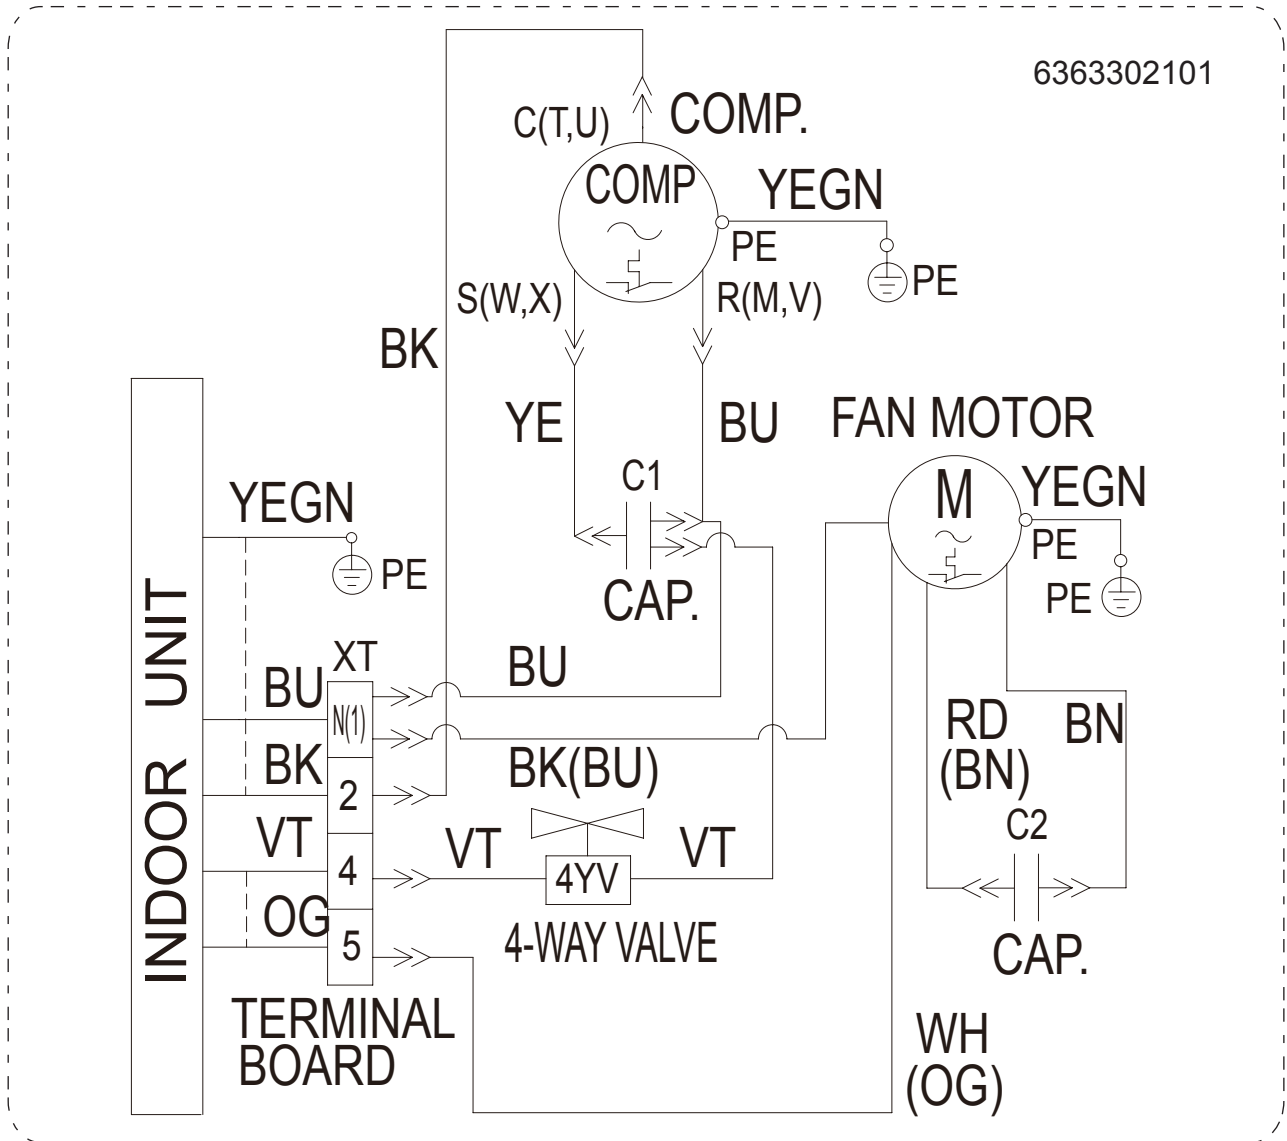 6363302101
C(T,U)
COMP.
COMP
YEGN
PE
PE
S(W,X)
R(M,V)
BK
YE
BU
FAN MOTOR
C1
M
YEGN
YEGN
PE
PE
PE
CAP.
INDOOR UNIT
XT
BU
BU
N(1)
RD
(BN)
BN
BK
2
BK(BU)
VT
4
VT
4YV
VT
C2
OG
5
4-WAY VALVE
CAP.
TERMINAL
BOARD
WH
(OG)